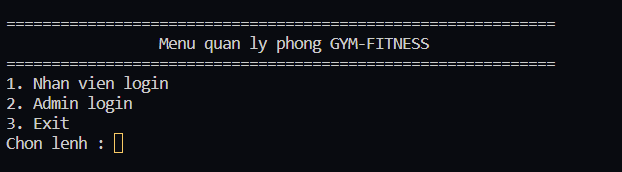 =============================================================
Menu quan ly phong GYM-FITNESS
=============================================================
1. Nhan vien login
2. Admin login
3. Exit
Chon lenh :